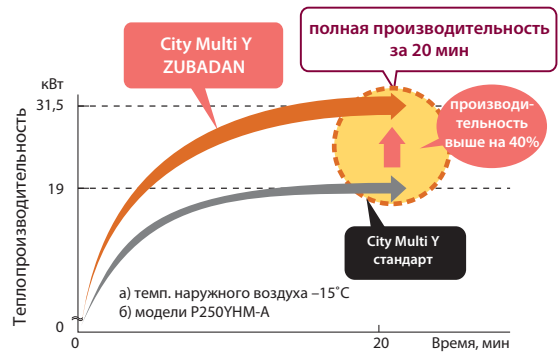 City Multi Y
ZUBADAN
полная производительность
за 20 мин
кВт
31,5
производи-
тельность
выше на 40%
Теплопроизводительность
19
City Multi Y
стандарт
а) темп. наружного воздуха –15˚С
б) модели P250YHM-A
0
0
20
Время, мин